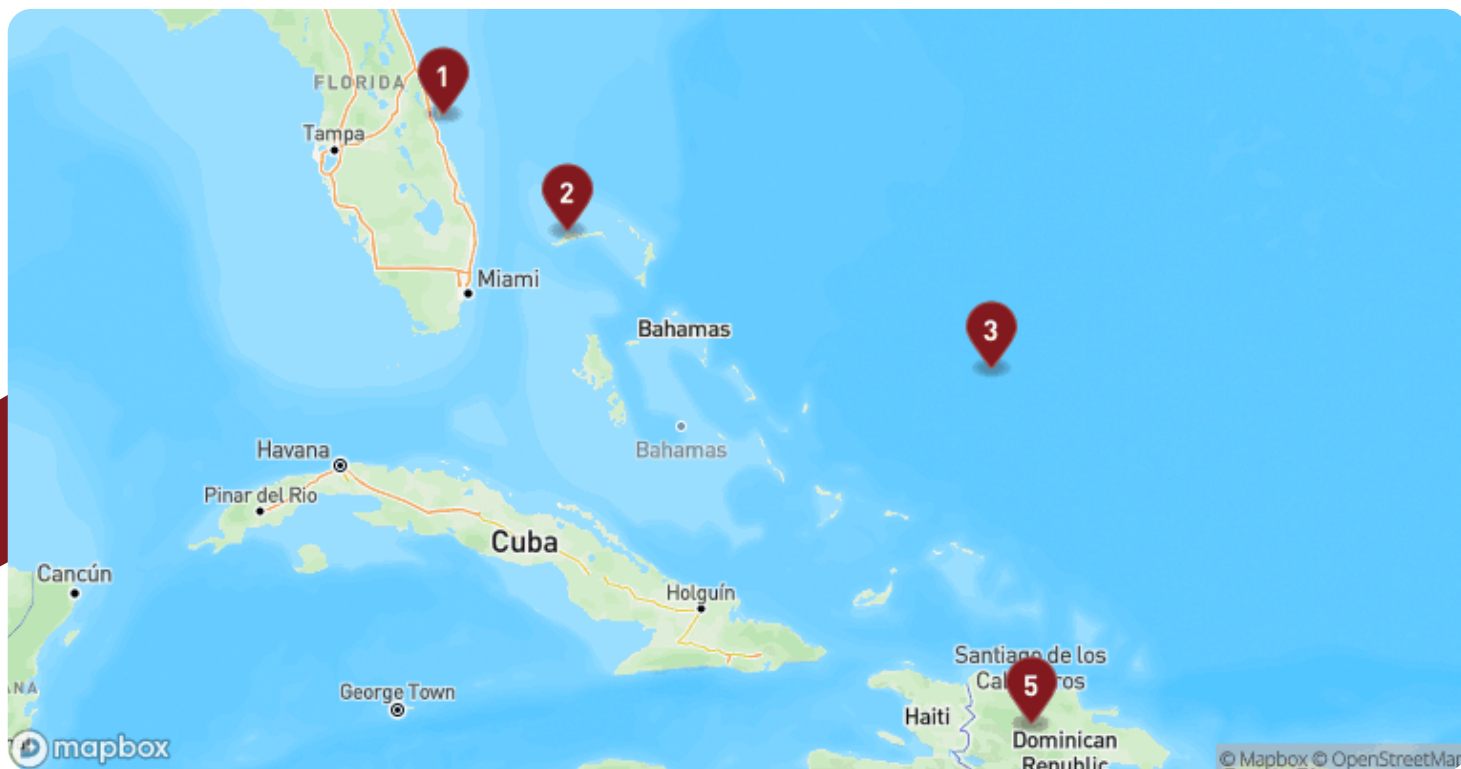 1
FLORIDA
Tampa
2
Miami
Bahamas
3
Havana
Bahamas
Pinar del Río
Cuba
Cancún
Holguín
Santiago de los
5
George Town
Haiti
Dominican
Republic
mapbox
© Mapbox © OpenStreetMap